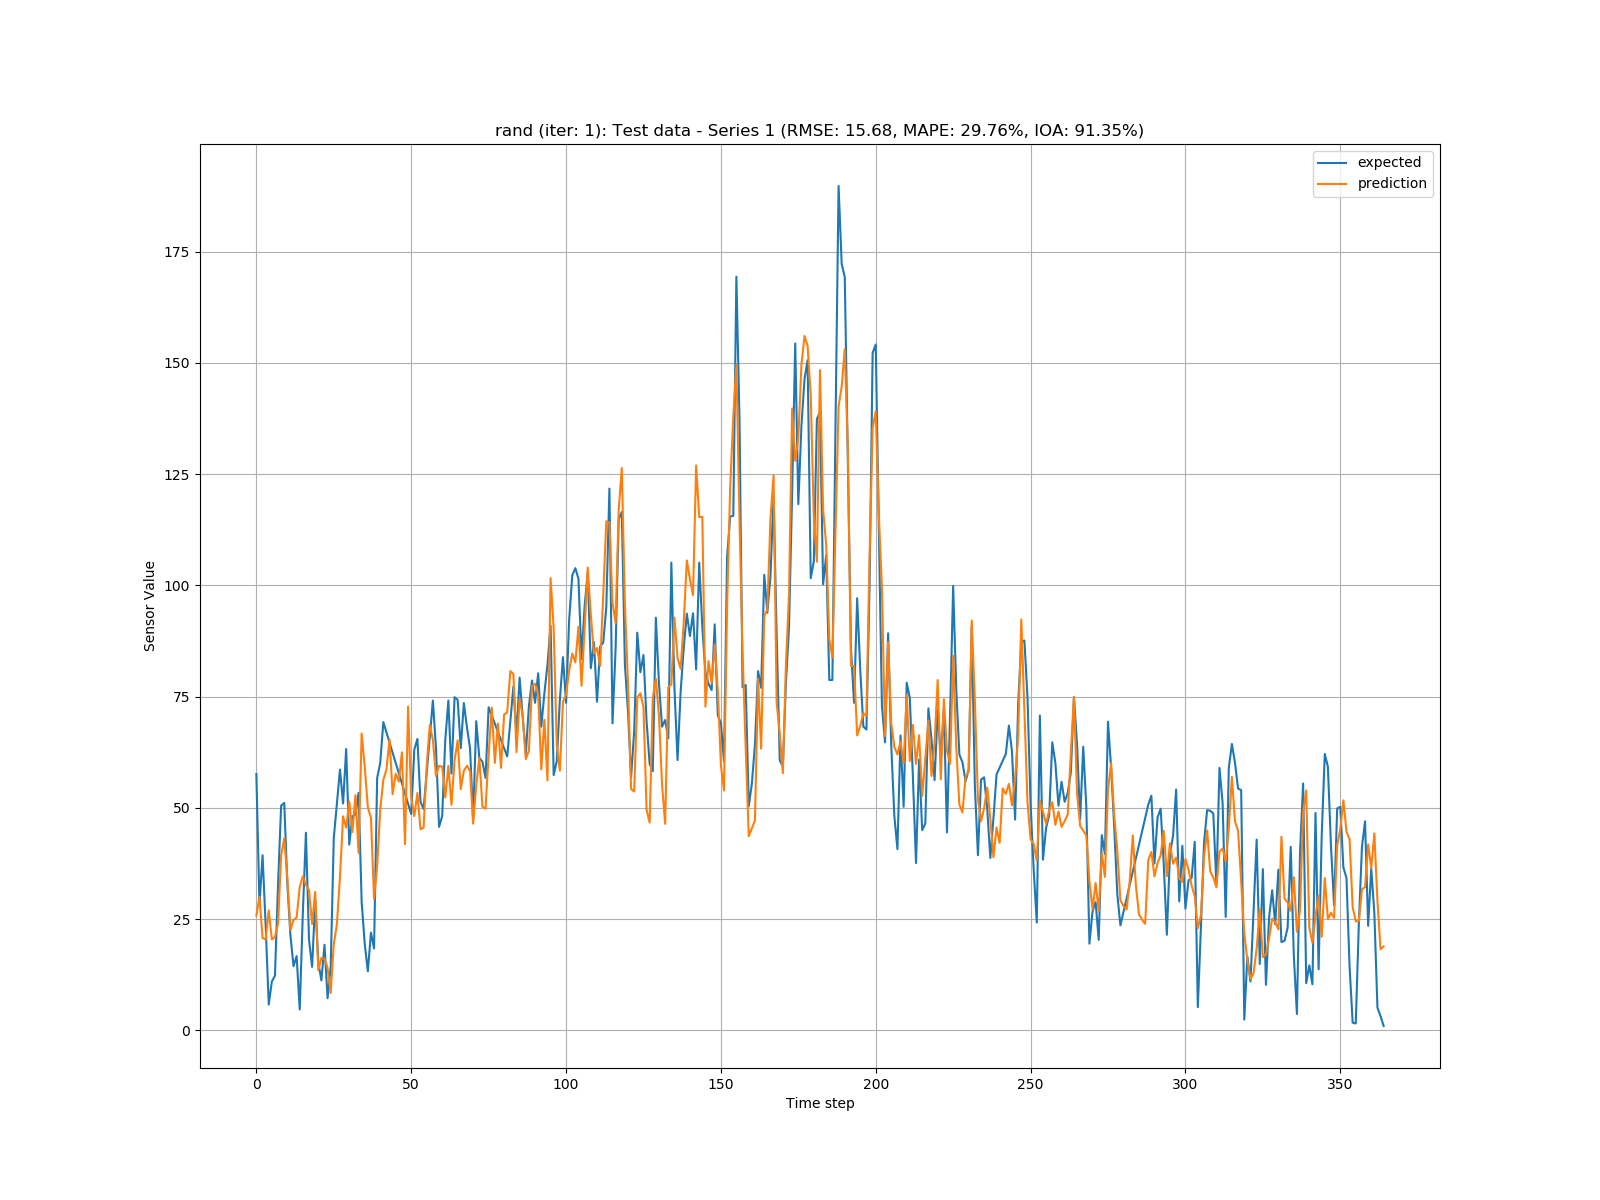 rand (iter: 1): Test data - Series 1 (RMSE: 15.68, MAPE: 29.76%, IOA: 91.35%)
expected
prediction
175
150
125
100
75
50
25
0
Sensor Value
0 50 100 150 200 250 300 350
Time step